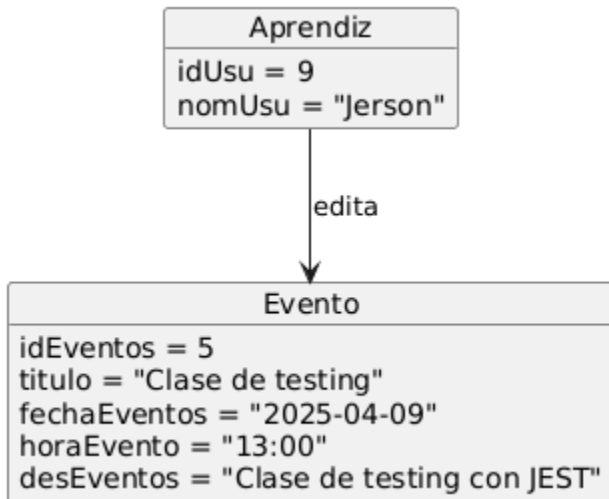 Aprendiz
idUsu = 9
nomUsu = "Jerson"
edita
Evento
idEventos = 5
titulo = "Clase de testing"
fechaEventos = "2025-04-09"
horaEvento = "13:00"
desEventos = "Clase de testing con JEST"